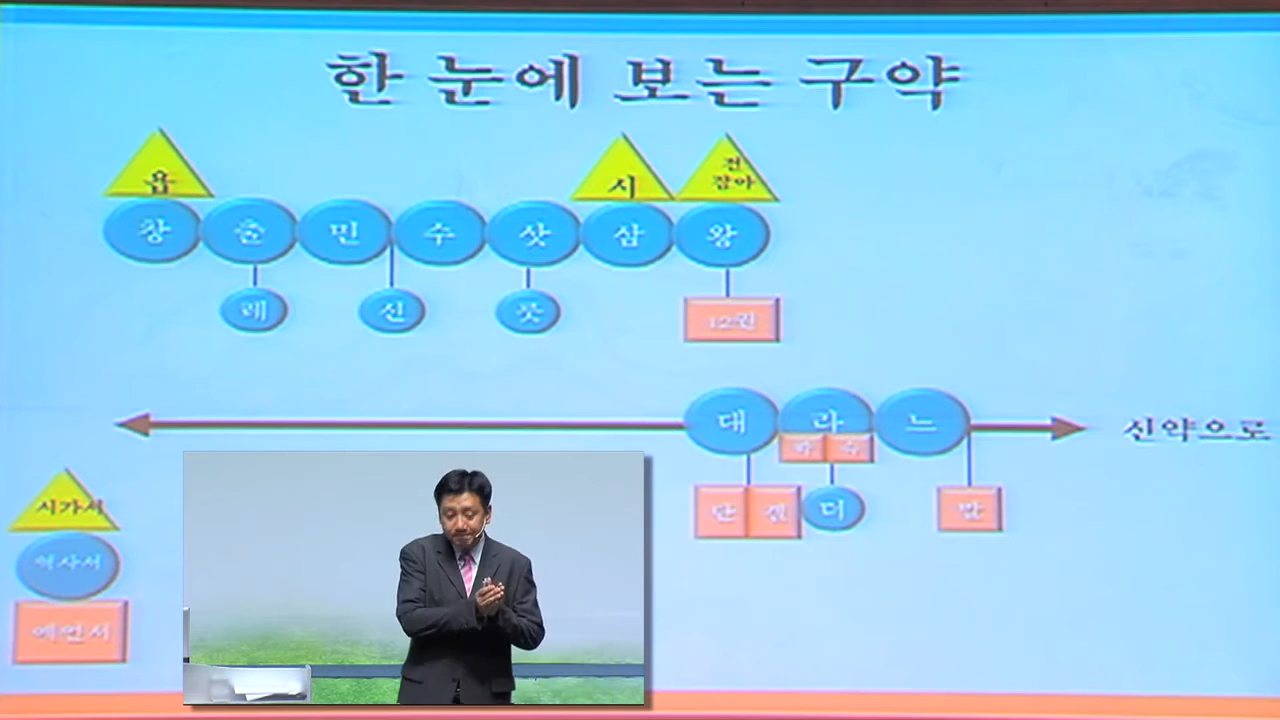 한 눈에 보는 구약
욥
시
전
잠아
창 출 민 수 삿 삼 왕
레 신 룻
12권
대 라 느
학 슥
신약으로
단 겔 더 말
시가서
역사서
예언서